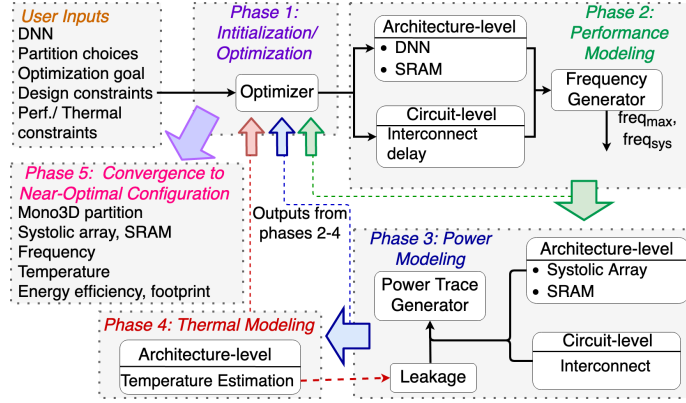 User Inputs
DNN
Partition choices
Optimization goal
Design constraints
Perf./ Thermal
constraints
Phase 1:
Intitialization/
Optimization
Optimizer
Architecture-level
• DNN
• SRAM
Circuit-level
Interconnect
delay
Phase 2:
Performance
Modeling
Frequency
Generator
freqmax,
freqsys
Phase 5: Convergence to
Near-Optimal Configuration
Mono3D partition
Systolic array, SRAM
Frequency
Temperature
Energy efficiency, footprint
Outputs from
phases 2-4
Phase 3: Power
Modeling
Power Trace
Generator
Leakage
Architecture-level
• Systolic Array
• SRAM
Circuit-level
Interconnect
Phase 4: Thermal Modeling
Architecture-level
Temperature Estimation